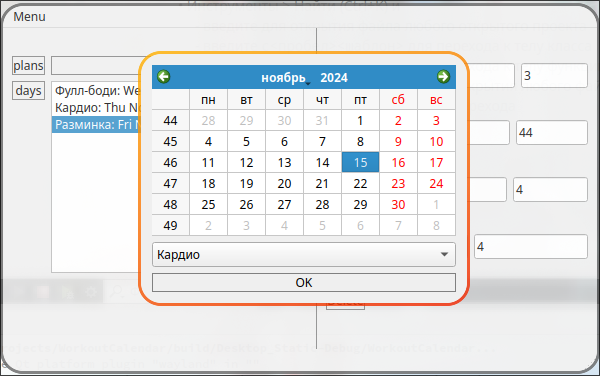 Menu
plans
days
Фулл-боди: We
Кардио: Thu N
Разминка: Fri N
3
44
4
4
ноябрь 2024
пн вт ср чт пт сб вс
44 28 29 30 31 1 2 3
45 4 5 6 7 8 9 10
46 11 12 13 14 15 16 17
47 18 19 20 21 22 23 24
48 25 26 27 28 29 30 1
49 2 3 4 5 6 7 8
Кардио
OK
Delete